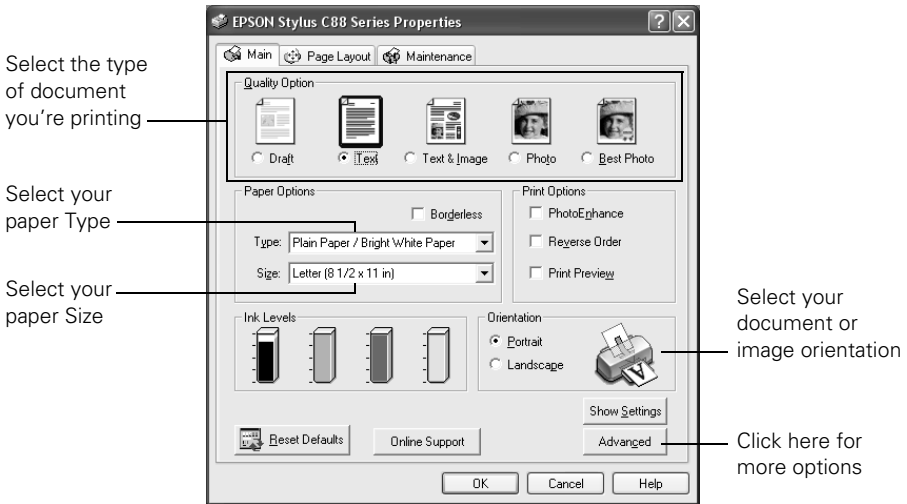 EPSON Stylus C88 Series Properties
Main
Page Layout
Maintenance
Select the type
of document
you're printing
Quality Option
Draft
Text
Text & Image
Photo
Best Photo
Select your
paper Type
Paper Options
Borderless
Type: Plain Paper / Bright White Paper
Size: Letter (8 1/2 x 11 in)
Select your
paper Size
Print Options
PhotoEnhance
Reverse Order
Print Preview
Ink Levels
Orientation
Portrait
Landscape
A
Select your
document or
image orientation
Show Settings
Reset Defaults
Online Support
Advanced
Click here for
more options
OK
Cancel
Help